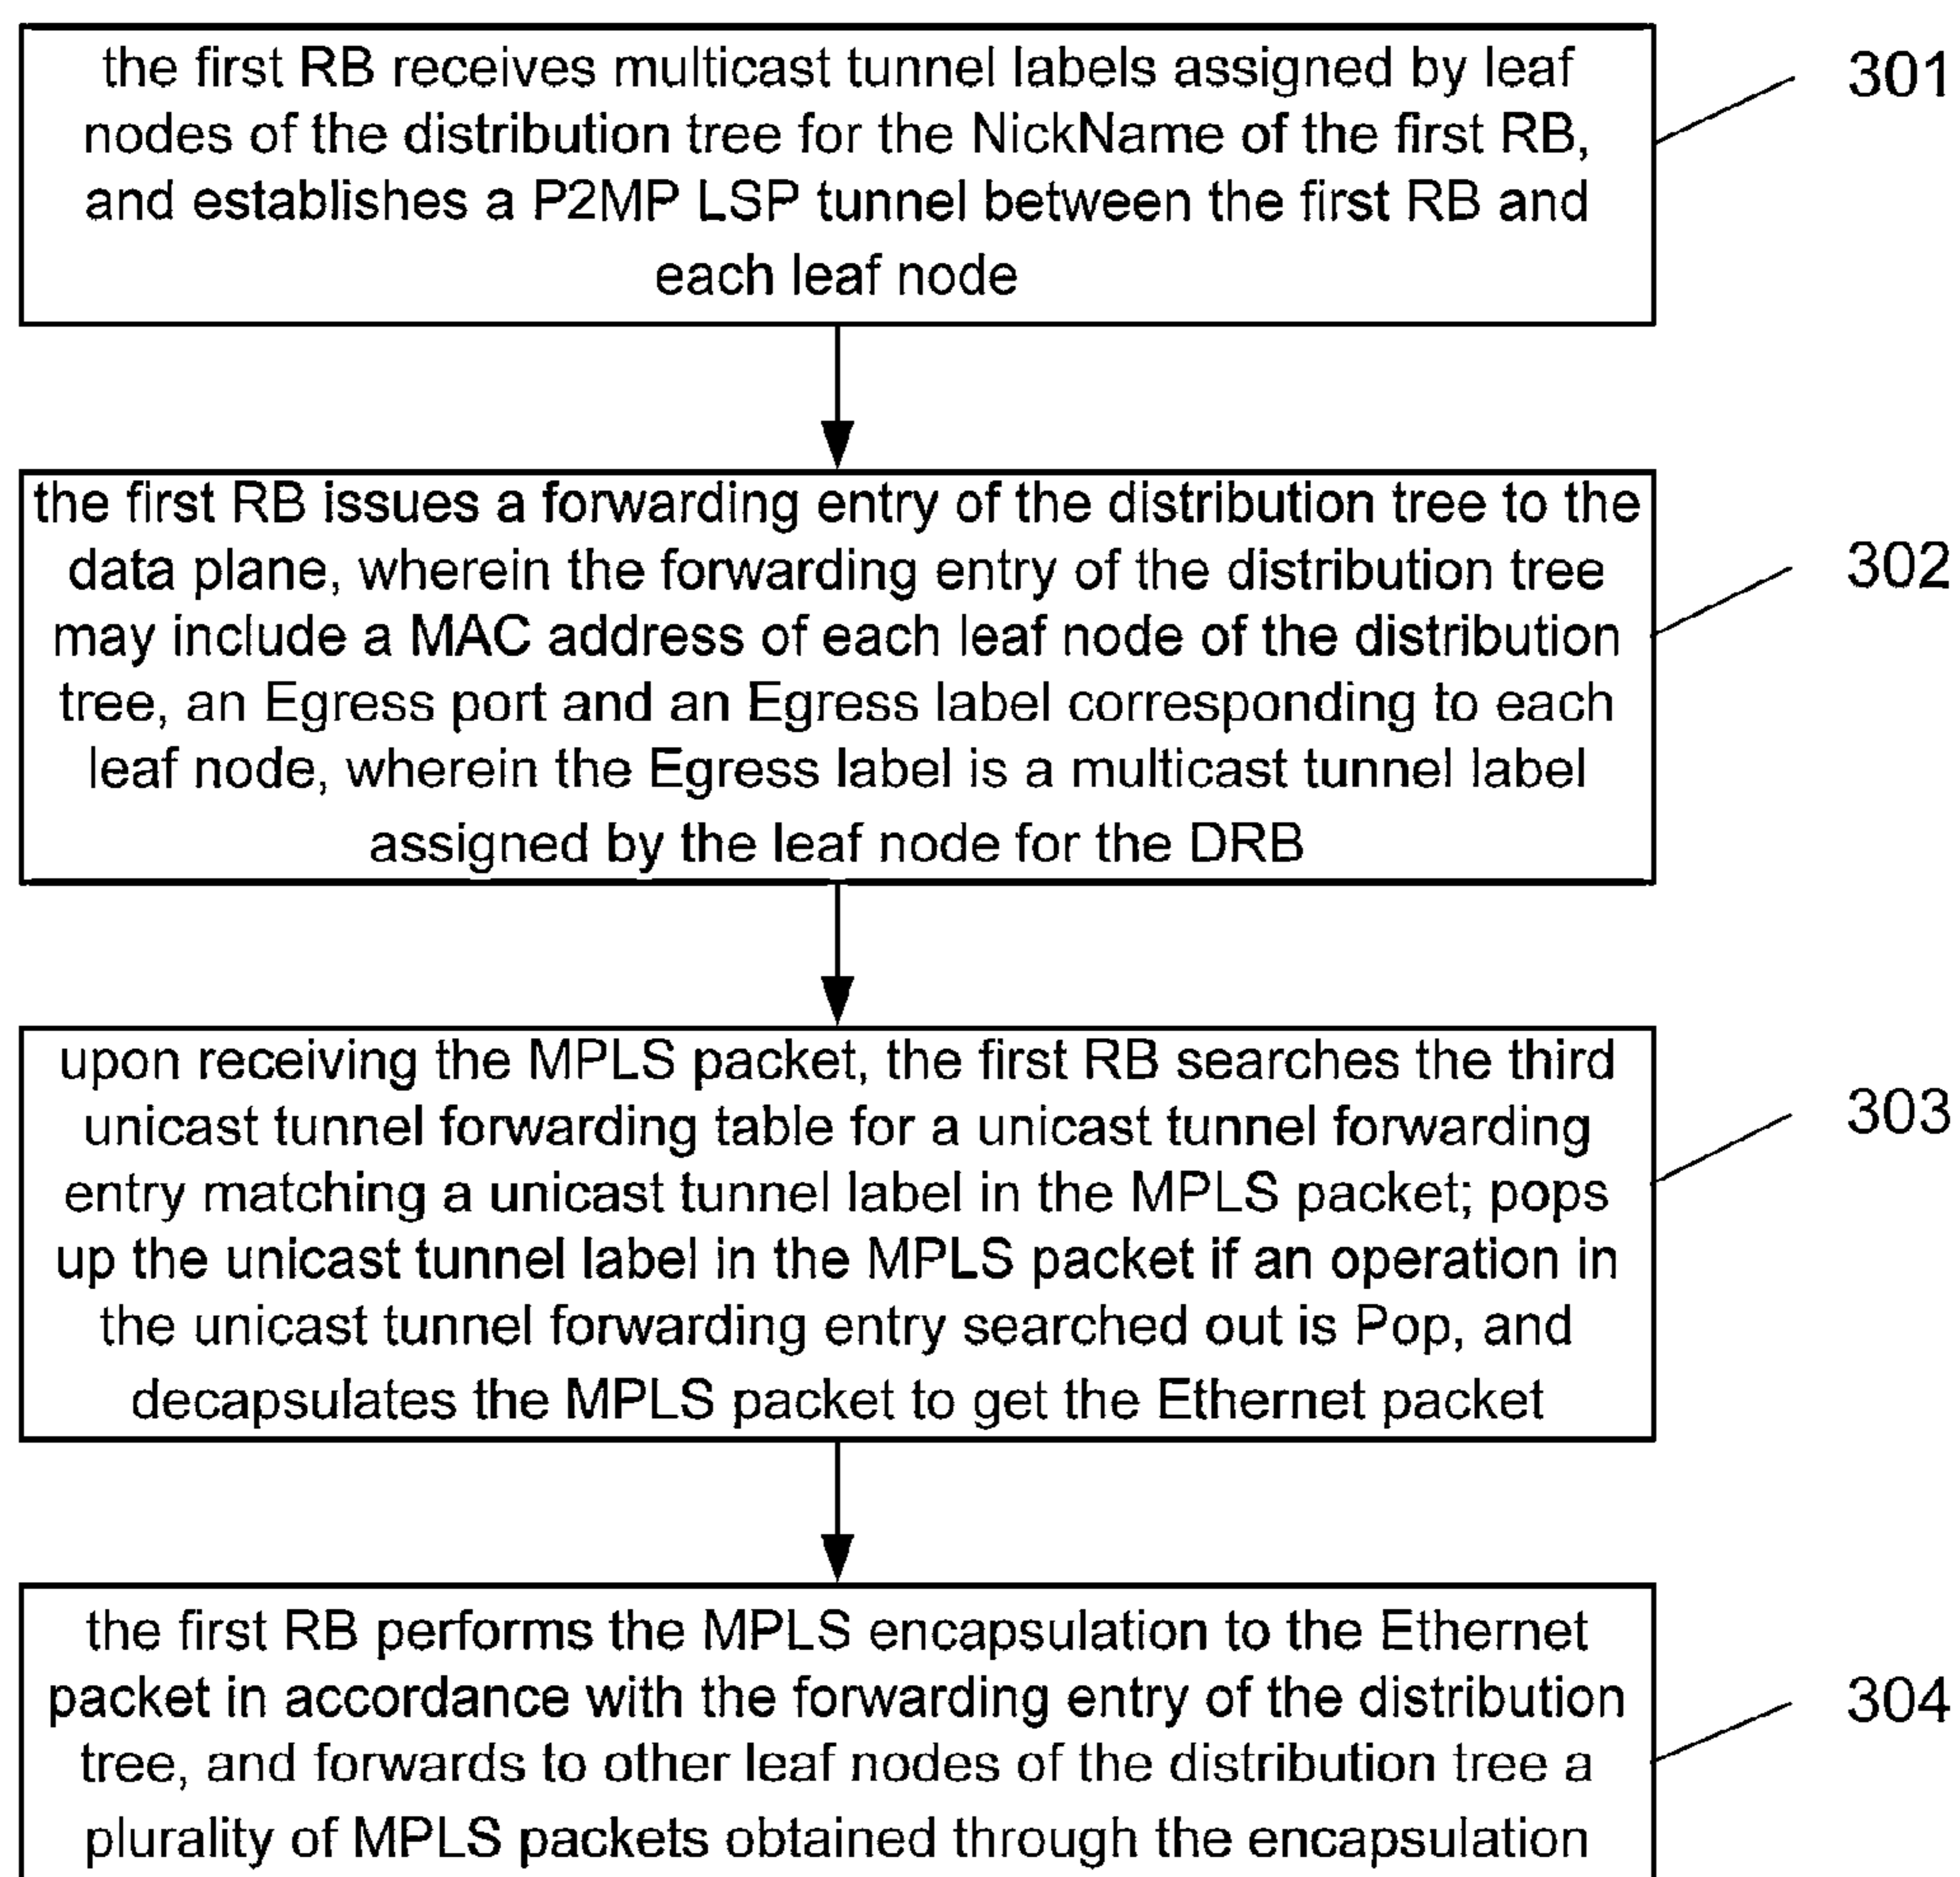 the first RB receives multicast tunnel labels assigned by leaf
nodes of the distribution tree for the NickName of the first RB,
and establishes a P2MP LSP tunnel between the first RB and
each leaf node
301
the first RB issues a forwarding entry of the distribution tree to the
data plane, wherein the forwarding entry of the distribution tree
may include a MAC address of each leaf node of the distribution
tree, an Egress port and an Egress label corresponding to each
leaf node, wherein the Egress label is a multicast tunnel label
assigned by the leaf node for the DRB
302
upon receiving the MPLS packet, the first RB searches the third
unicast tunnel forwarding table for a unicast tunnel forwarding
entry matching a unicast tunnel label in the MPLS packet; pops
up the unicast tunnel label in the MPLS packet if an operation in
the unicast tunnel forwarding entry searched out is Pop, and
decapsulates the MPLS packet to get the Ethernet packet
303
the first RB performs the MPLS encapsulation to the Ethernet
packet in accordance with the forwarding entry of the distribution
tree, and forwards to other leaf nodes of the distribution tree a
plurality of MPLS packets obtained through the encapsulation
304